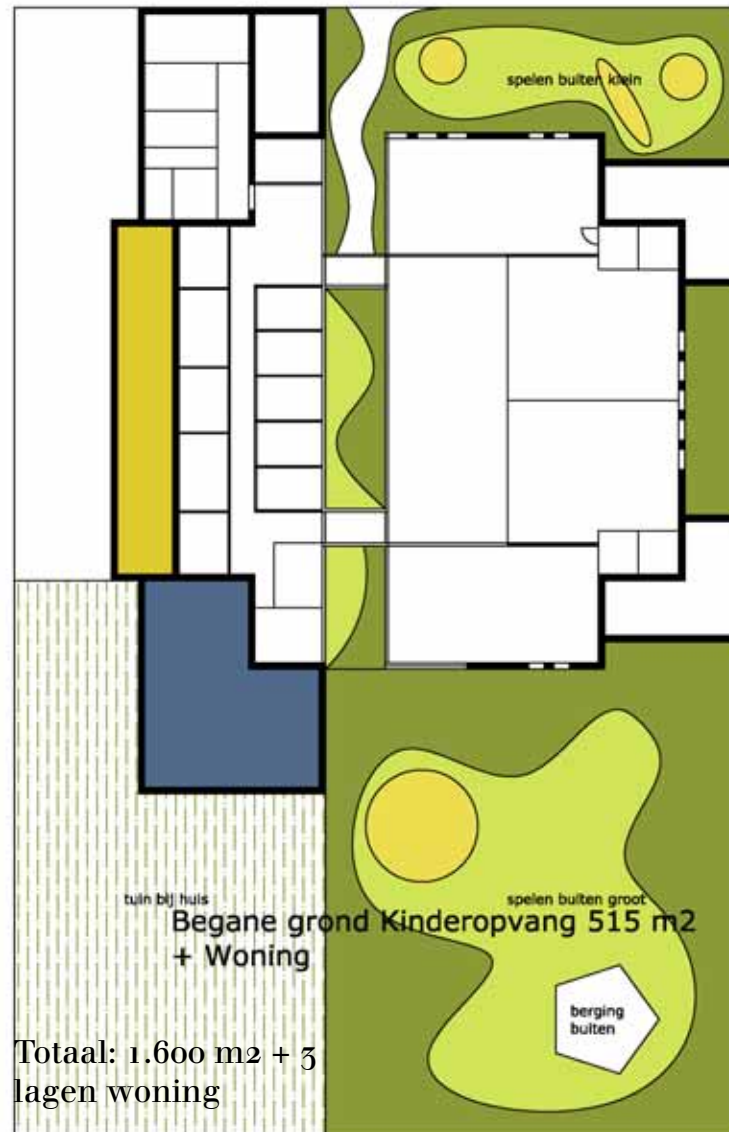 spelen buiten klein
tuin bij huis
spelen buiten groot
Begane grond Kinderopvang 515 m2
+ Woning
berging
buiten
Totaal: 1.600 m2 + 3
lagen woning